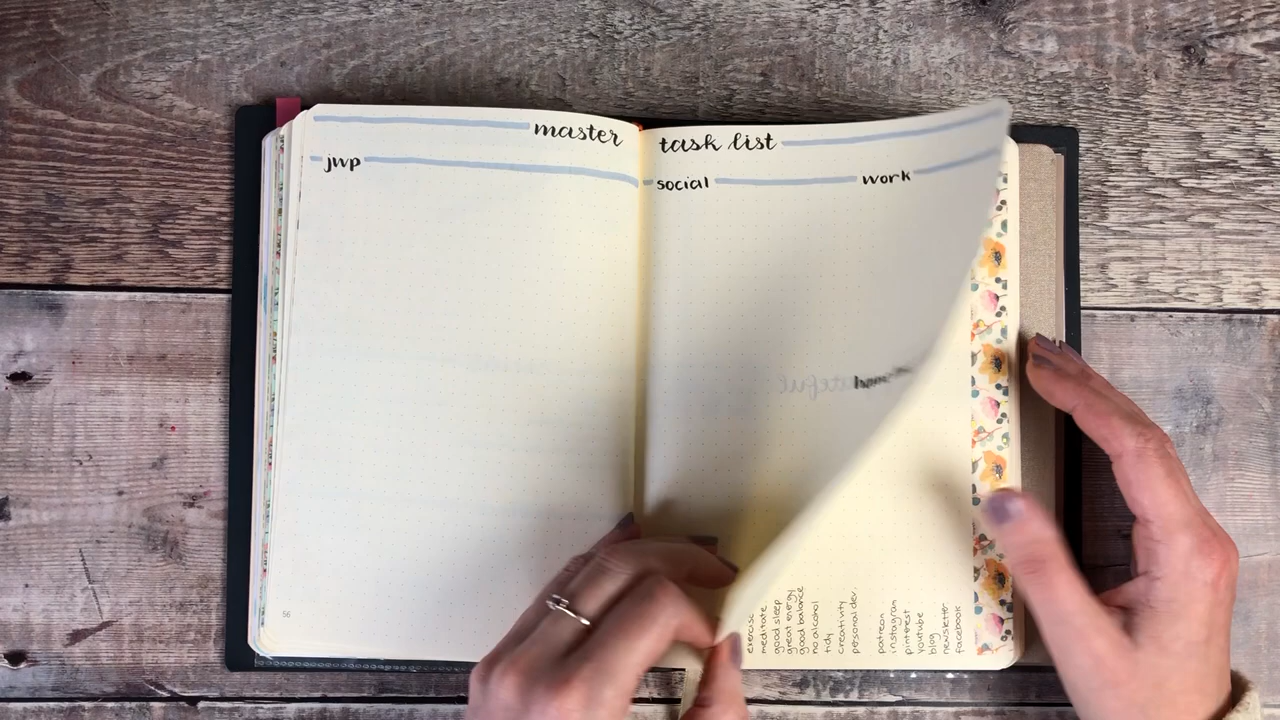 master
task list
jwp
social
work
56
exercise
meditate
good sleep
great energy
good balance
no alcohol
tidy
creativity
personal dev.
patreon
instagram
pinterest
youtube
blog
newsletter
facebook